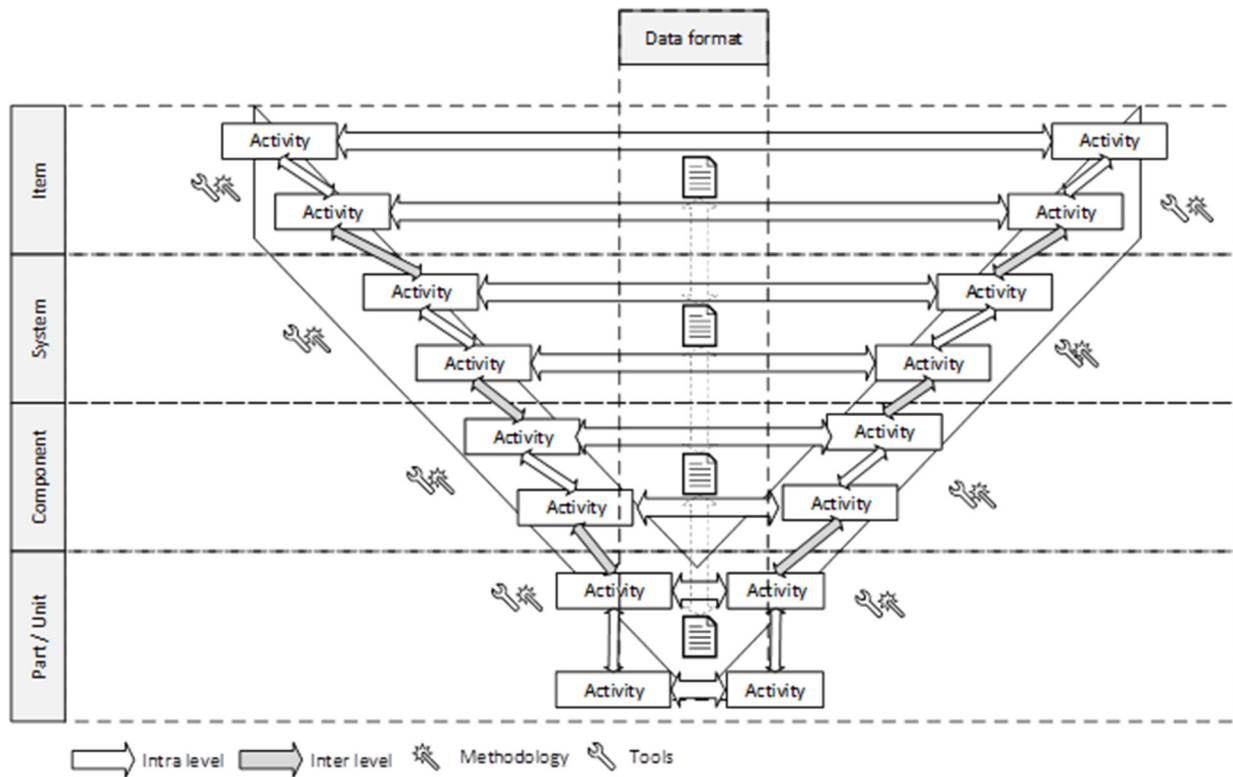 Data format
Item
Activity
Activity
Activity
Activity
System
Activity
Activity
Activity
Activity
Component
Activity
Activity
Activity
Activity
Part / Unit
Activity
Activity
Activity
Activity
Intra level
Inter level
Methodology
Tools